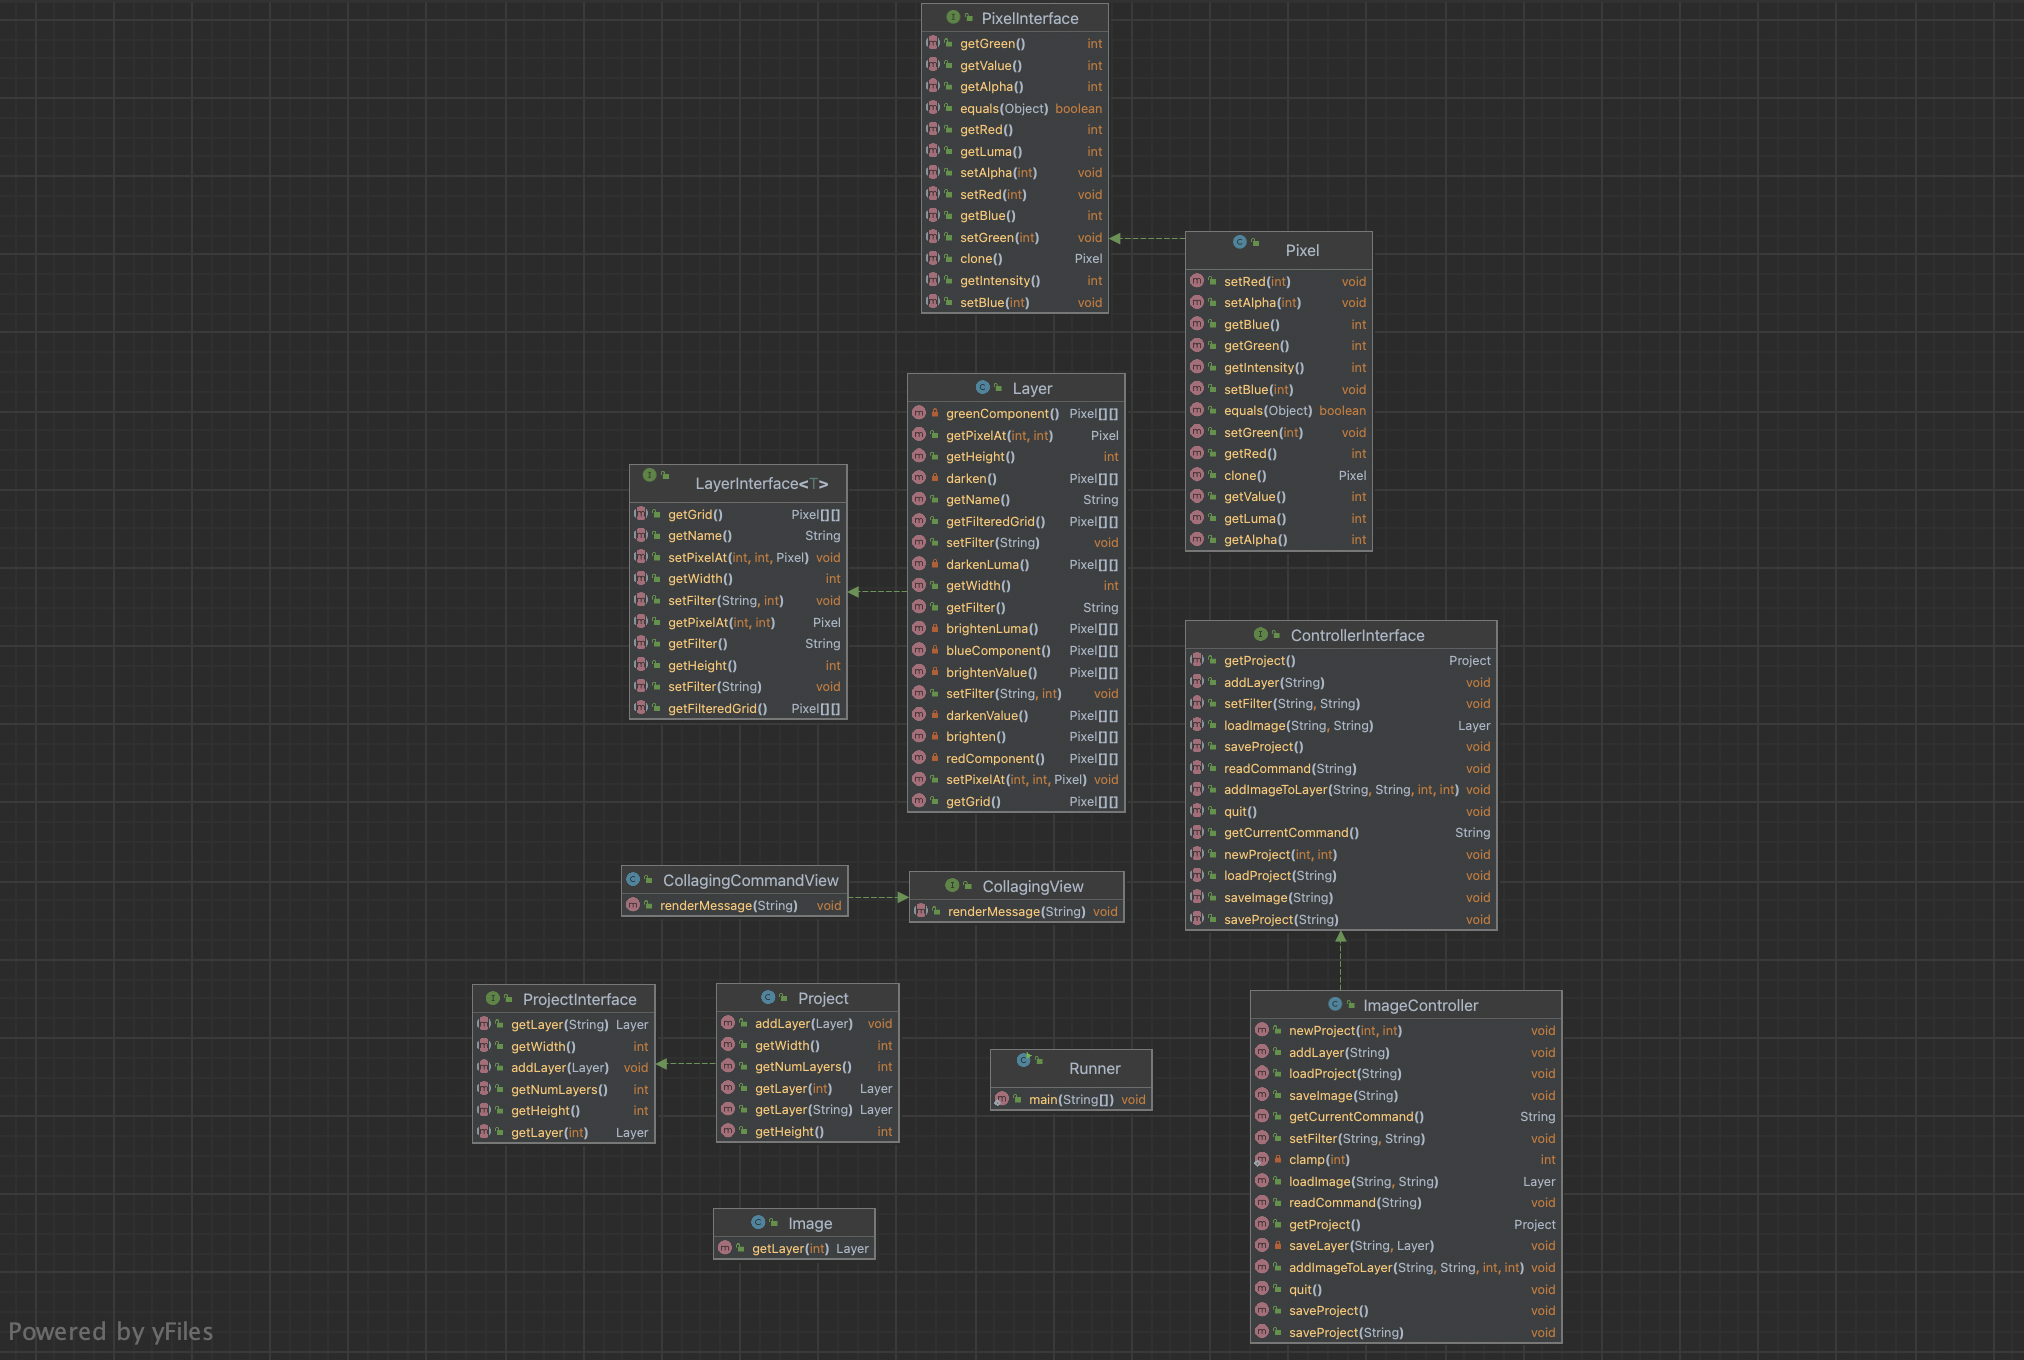 PixelInterface
getGreen() int
getValue() int
getAlpha() int
equals(Object) boolean
getRed() int
getLuma() int
setAlpha(int) void
setRed(int) void
getBlue() int
setGreen(int) void
clone() Pixel
getIntensity() int
setBlue(int) void
Pixel
setRed(int) void
setAlpha(int) void
getBlue() int
getGreen() int
getIntensity() int
setBlue(int) void
equals(Object) boolean
setGreen(int) void
getRed() int
clone() Pixel
getValue() int
getLuma() int
getAlpha() int
Layer
greenComponent() Pixel[][]
getPixelAt(int, int) Pixel
getHeight() int
darken() Pixel[][]
getName() String
getFilteredGrid() Pixel[][]
setFilter(String) void
darkenLuma() Pixel[][]
getWidth() int
getFilter() String
brightenLuma() Pixel[][]
blueComponent() Pixel[][]
brightenValue() Pixel[][]
setFilter(String, int) void
darkenValue() Pixel[][]
brighten() Pixel[][]
redComponent() Pixel[][]
setPixelAt(int, int, Pixel) void
getGrid() Pixel[][]
LayerInterface<T>
getGrid() Pixel[][]
getName() String
setPixelAt(int, int, Pixel) void
getWidth() int
setFilter(String, int) void
getPixelAt(int, int) Pixel
getFilter() String
getHeight() int
setFilter(String) void
getFilteredGrid() Pixel[][]
ControllerInterface
getProject() Project
addLayer(String) void
setFilter(String, String) void
loadImage(String, String) Layer
saveProject() void
readCommand(String) void
addImageToLayer(String, String, int, int) void
quit() void
getCurrentCommand() String
newProject(int, int) void
loadProject(String) void
saveImage(String) void
saveProject(String) void
CollagingCommandView
renderMessage(String) void
CollagingView
renderMessage(String) void
ProjectInterface
getLayer(String) Layer
getWidth() int
addLayer(Layer) void
getNumLayers() int
getHeight() int
getLayer(int) Layer
Project
addLayer(Layer) void
getWidth() int
getNumLayers() int
getLayer(int) Layer
getLayer(String) Layer
getHeight() int
Runner
main(String[]) void
ImageController
newProject(int, int) void
addLayer(String) void
loadProject(String) void
saveImage(String) void
getCurrentCommand() String
setFilter(String, String) void
clamp(int) int
loadImage(String, String) Layer
readCommand(String) void
getProject() Project
saveLayer(String, Layer) void
addImageToLayer(String, String, int, int) void
quit() void
saveProject() void
saveProject(String) void
Image
getLayer(int) Layer
Powered by yFiles